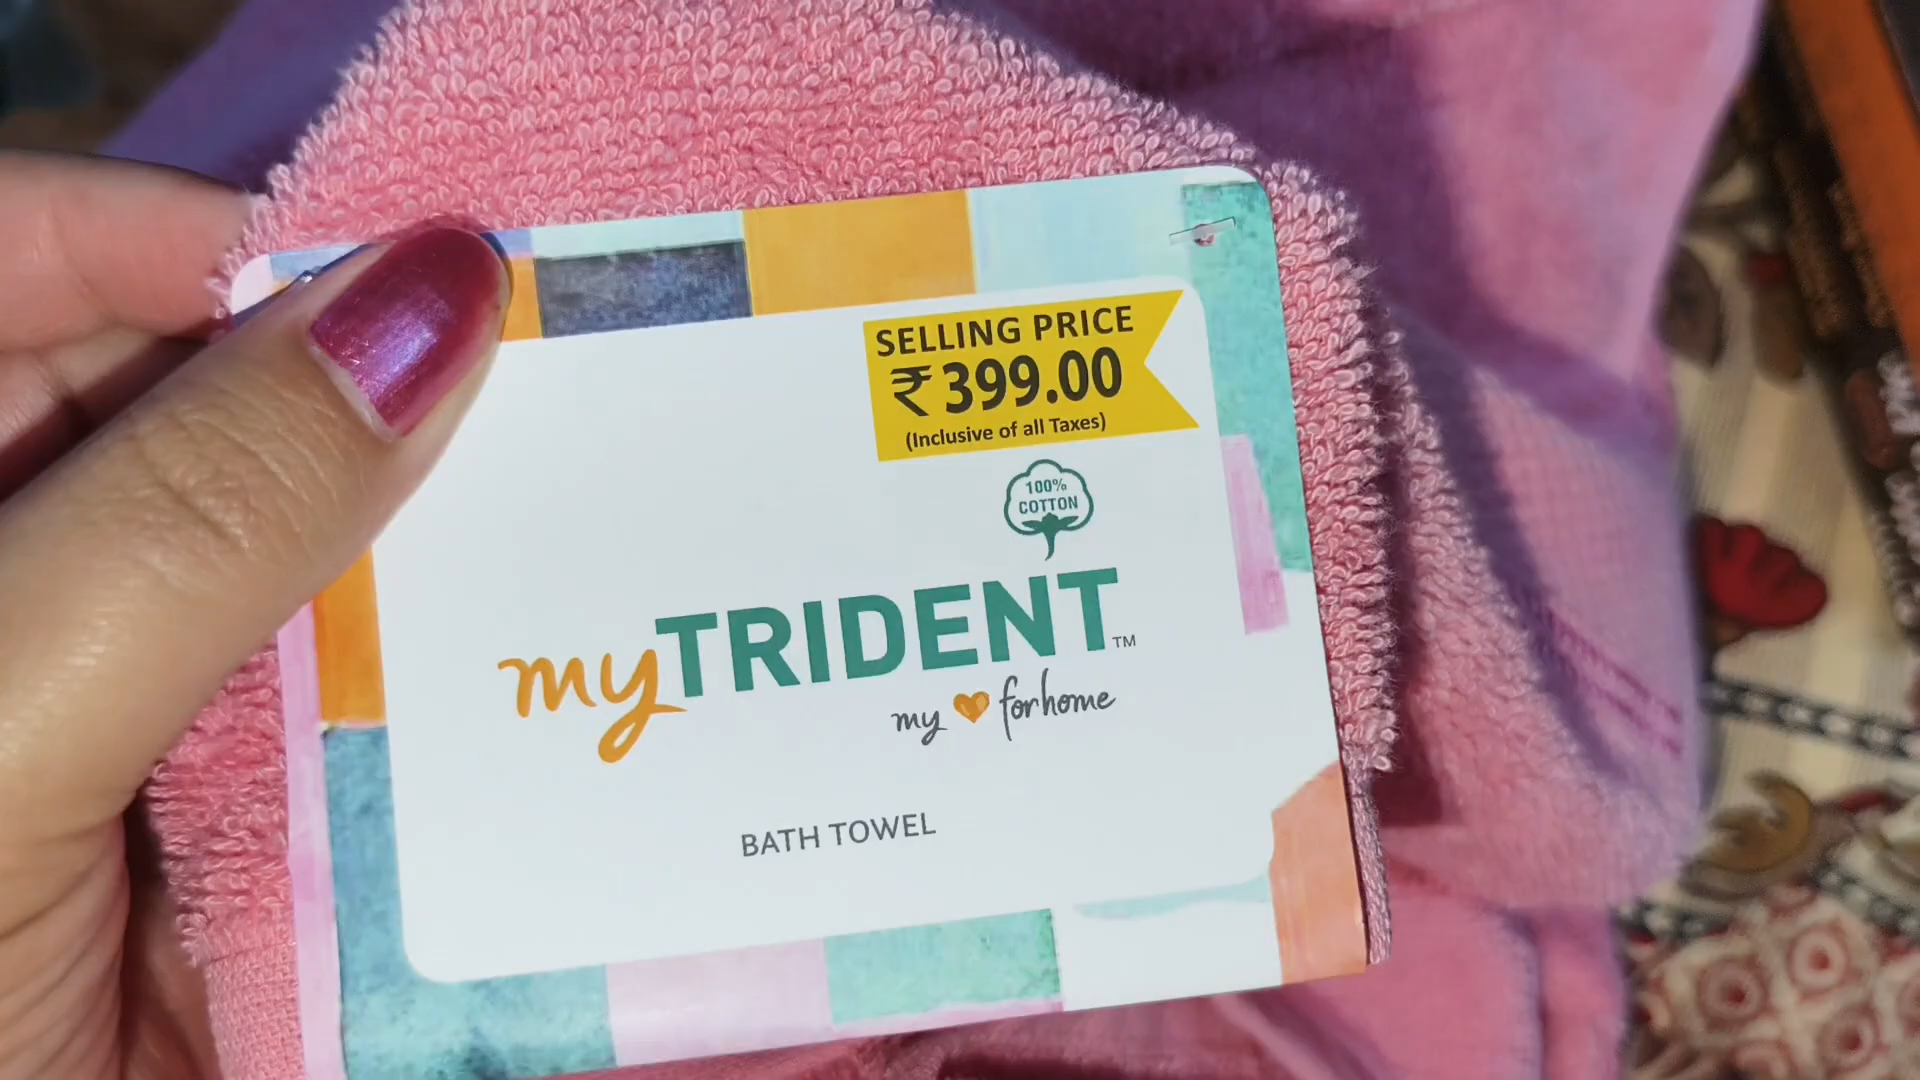 SELLING PRICE
₹ 399.00
(Inclusive of all Taxes)
100%
COTTON
myTRIDENT™
my 🧡 forhome
BATH TOWEL